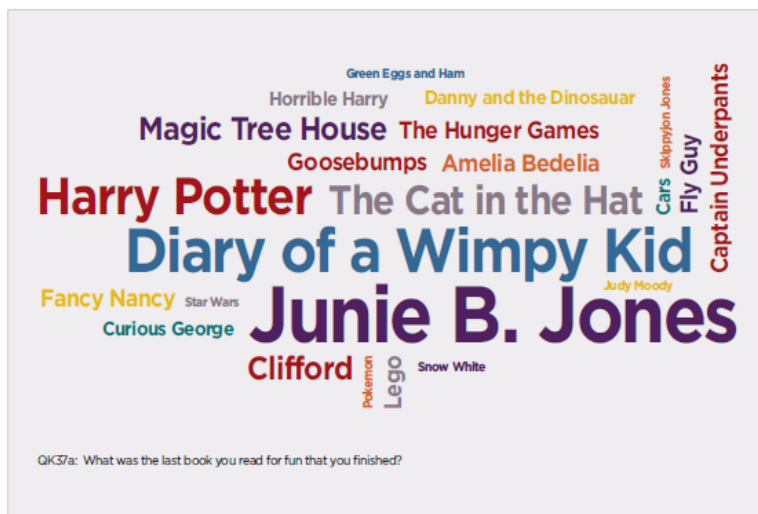 Green Eggs and Ham
Horrible Harry
Danny and the Dinosauar
Magic Tree House
The Hunger Games
Goosebumps
Amelia Bedelia
Harry Potter
The Cat in the Hat
Cars
Skippyjon Jones
Fly Guy
Captain Underpants
Diary of a Wimpy Kid
Judy Moody
Fancy Nancy
Star Wars
Curious George
Junie B. Jones
Clifford
Pokemon
Lego
Snow White
QK37a: What was the last book you read for fun that you finished?